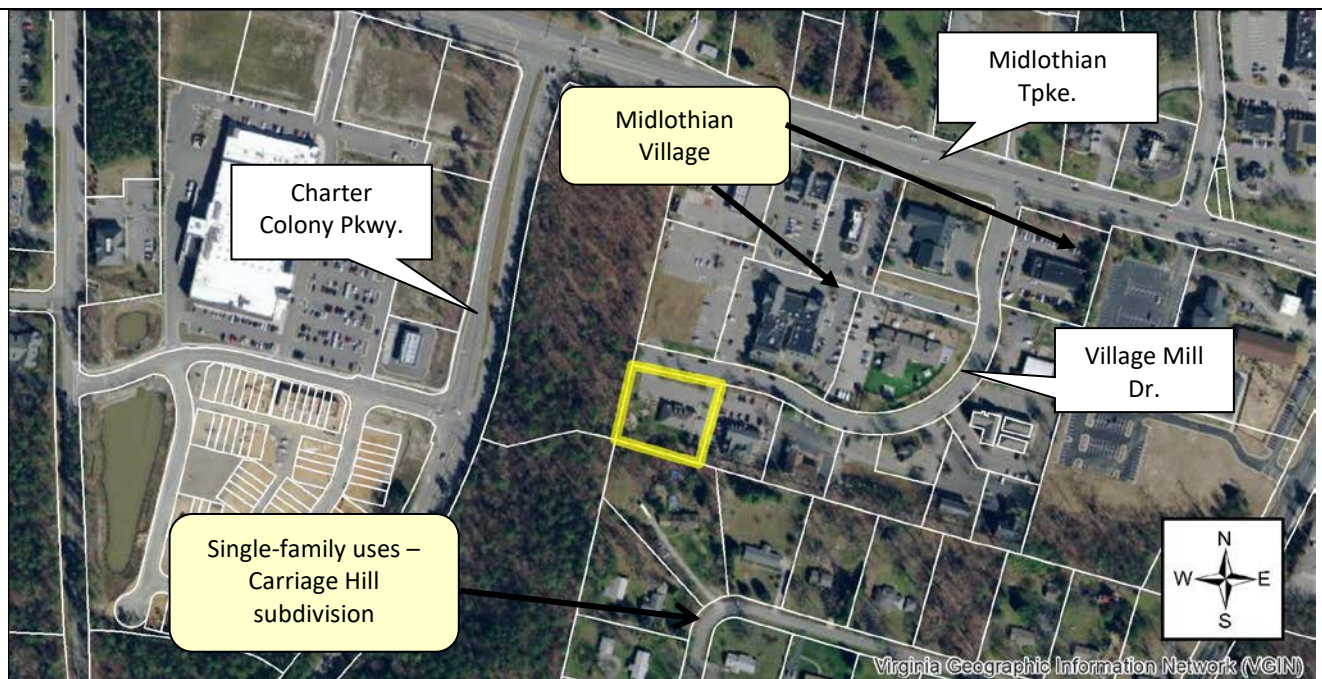 Midlothian
Tpke.
Midlothian
Village
Charter
Colony Pkwy.
Village Mill
Dr.
Single-family uses –
Carriage Hill
subdivision
N
W E
S
Virginia Geographic Information Network (VGIN)